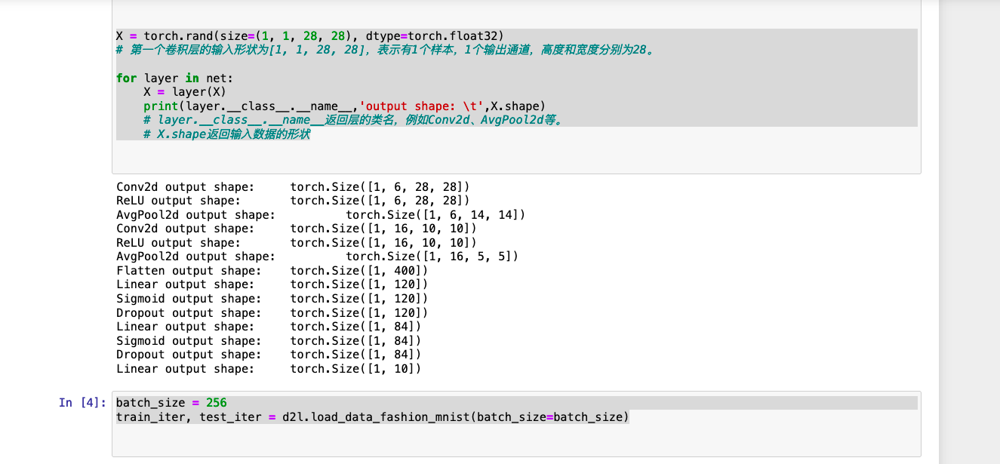 X = torch.rand(size=(1, 1, 28, 28), dtype=torch.float32)
# 第一个卷积层的输入形状为[1, 1, 28, 28]，表示有1个样本，1个输出通道，高度和宽度分别为28。
for layer in net:
    X = layer(X)
    print(layer.__class__.__name__,'output shape: \t',X.shape)
    # layer.__class__.__name__返回层的类名，例如Conv2d、AvgPool2d等。
    # X.shape返回输入数据的形状
Conv2d output shape:     torch.Size([1, 6, 28, 28])
ReLU output shape:       torch.Size([1, 6, 28, 28])
AvgPool2d output shape:          torch.Size([1, 6, 14, 14])
Conv2d output shape:     torch.Size([1, 16, 10, 10])
ReLU output shape:       torch.Size([1, 16, 10, 10])
AvgPool2d output shape:          torch.Size([1, 16, 5, 5])
Flatten output shape:    torch.Size([1, 400])
Linear output shape:     torch.Size([1, 120])
Sigmoid output shape:    torch.Size([1, 120])
Dropout output shape:    torch.Size([1, 120])
Linear output shape:     torch.Size([1, 84])
Sigmoid output shape:    torch.Size([1, 84])
Dropout output shape:    torch.Size([1, 84])
Linear output shape:     torch.Size([1, 10])
In [4]: batch_size = 256
train_iter, test_iter = d2l.load_data_fashion_mnist(batch_size=batch_size)